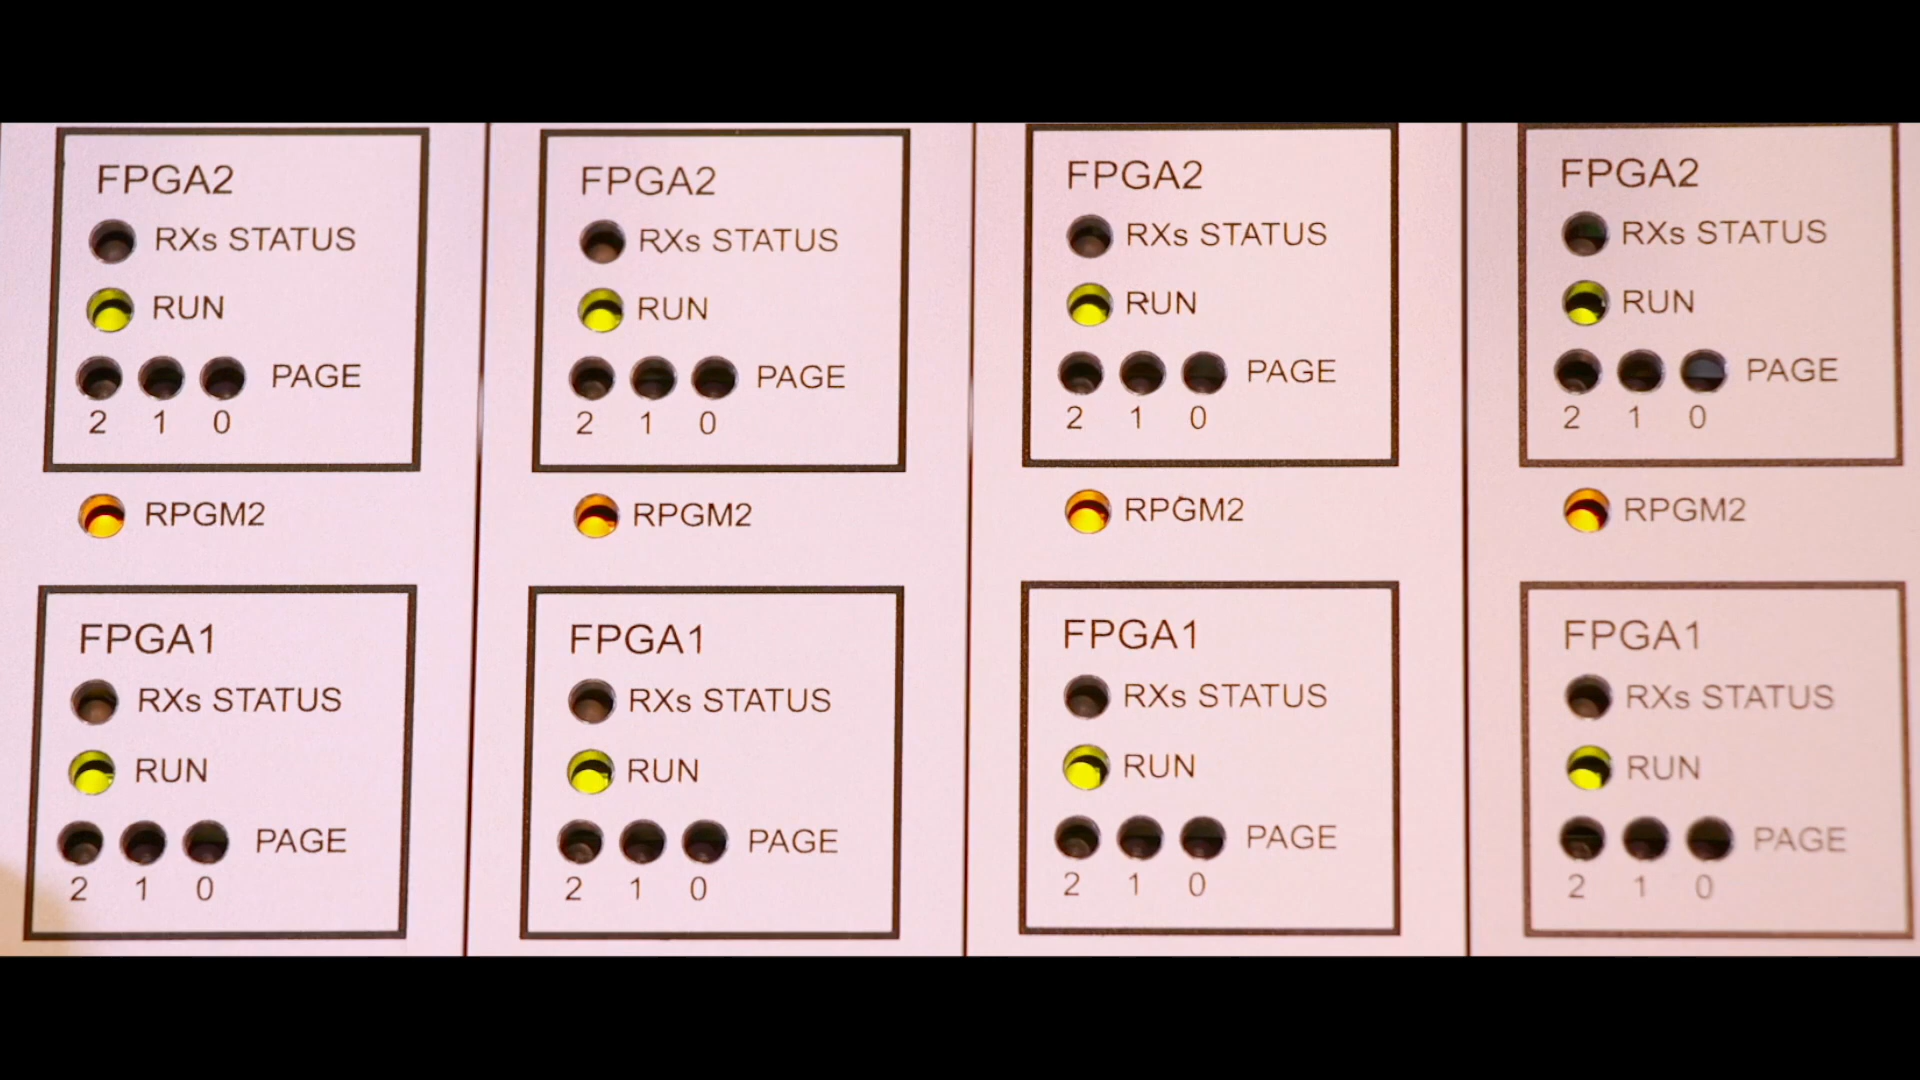 FPGA2
RXs STATUS
RUN
PAGE
2 1 0
RPGM2
FPGA1
RXs STATUS
RUN
PAGE
2 1 0
FPGA2
RXs STATUS
RUN
PAGE
2 1 0
RPGM2
FPGA1
RXs STATUS
RUN
PAGE
2 1 0
FPGA2
RXs STATUS
RUN
PAGE
2 1 0
RPGM2
FPGA1
RXs STATUS
RUN
PAGE
2 1 0
FPGA2
RXs STATUS
RUN
PAGE
2 1 0
RPGM2
FPGA1
RXs STATUS
RUN
PAGE
2 1 0